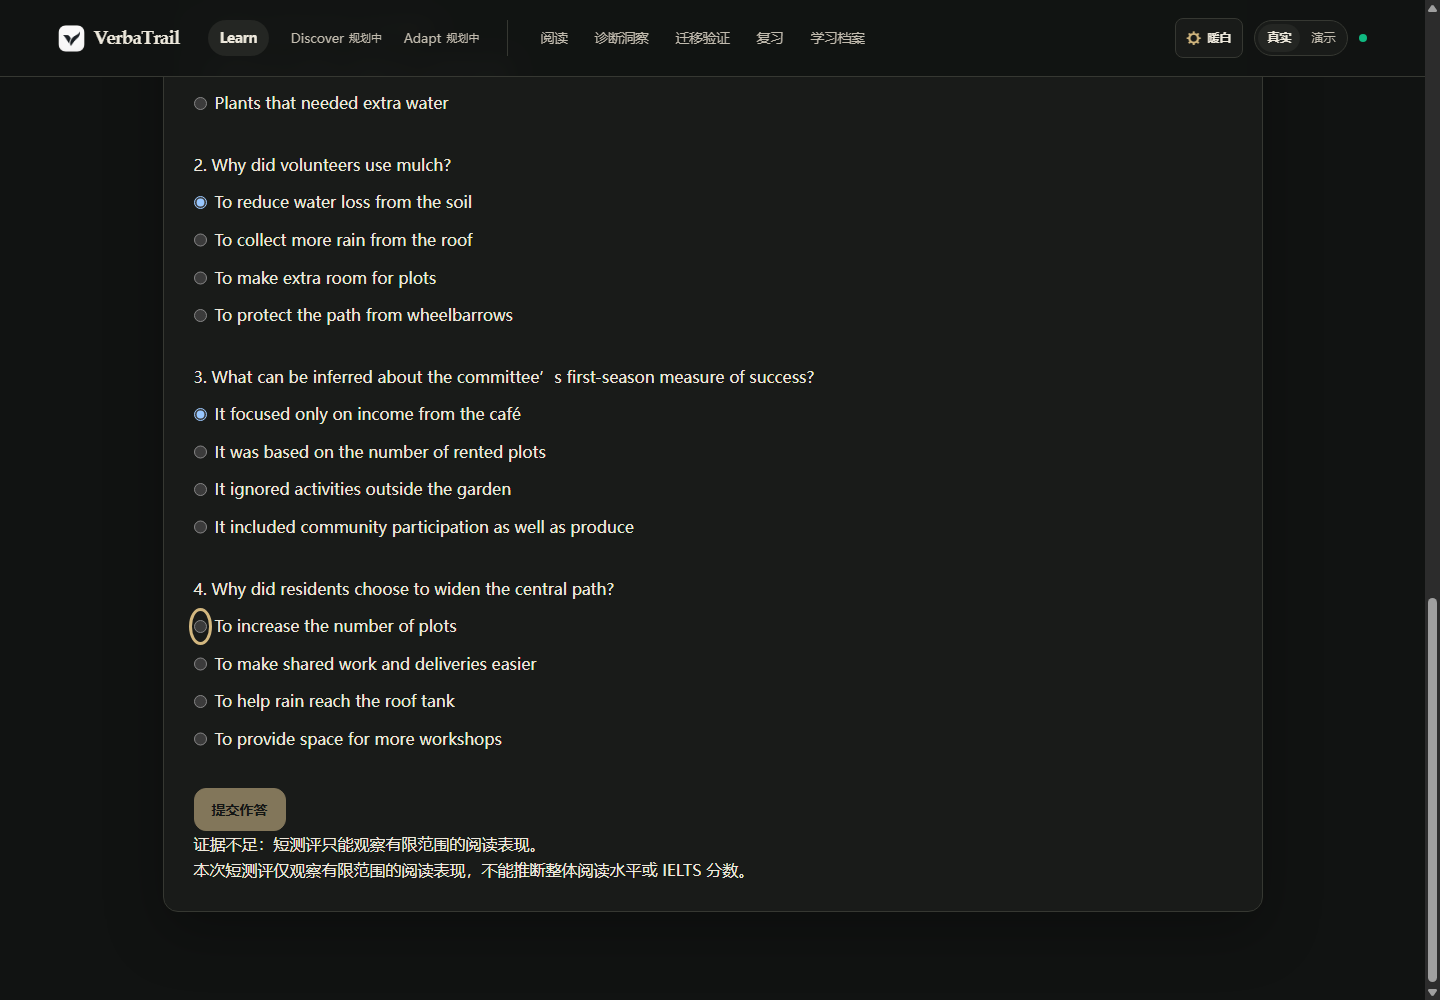 VerbaTrail
Learn
Discover 规划中
Adapt 规划中
阅读
诊断洞察
迁移验证
复习
学习档案
暖白
真实
演示
Plants that needed extra water
2. Why did volunteers use mulch?
To reduce water loss from the soil
To collect more rain from the roof
To make extra room for plots
To protect the path from wheelbarrows
3. What can be inferred about the committee’s first-season measure of success?
It focused only on income from the café
It was based on the number of rented plots
It ignored activities outside the garden
It included community participation as well as produce
4. Why did residents choose to widen the central path?
To increase the number of plots
To make shared work and deliveries easier
To help rain reach the roof tank
To provide space for more workshops
提交作答
证据不足：短测评只能观察有限范围的阅读表现。
本次短测评仅观察有限范围的阅读表现，不能推断整体阅读水平或 IELTS 分数。